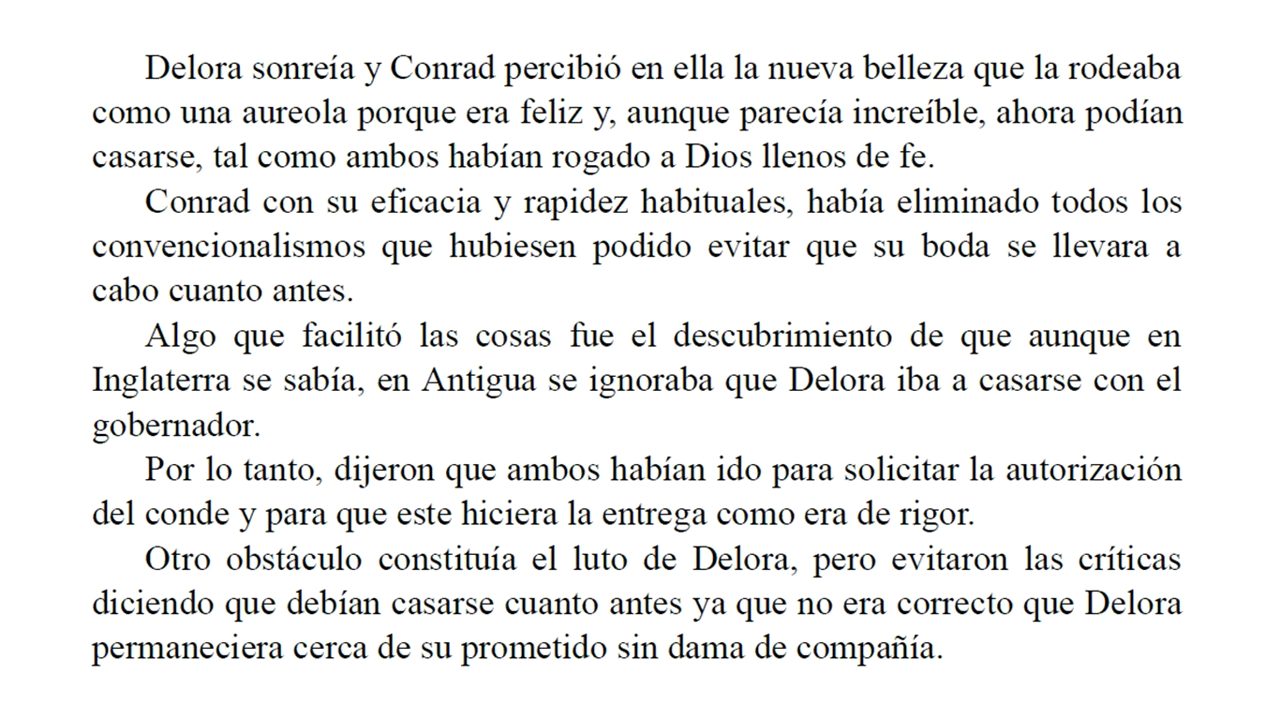 Delora sonreía y Conrad percibió en ella la nueva belleza que la rodeaba
como una aureola porque era feliz y, aunque parecía increíble, ahora podían
casarse, tal como ambos habían rogado a Dios llenos de fe.
Conrad con su eficacia y rapidez habituales, había eliminado todos los
convencionalismos que hubiesen podido evitar que su boda se llevara a
cabo cuanto antes.
Algo que facilitó las cosas fue el descubrimiento de que aunque en
Inglaterra se sabía, en Antigua se ignoraba que Delora iba a casarse con el
gobernador.
Por lo tanto, dijeron que ambos habían ido para solicitar la autorización
del conde y para que este hiciera la entrega como era de rigor.
Otro obstáculo constituía el luto de Delora, pero evitaron las críticas
diciendo que debían casarse cuanto antes ya que no era correcto que Delora
permaneciera cerca de su prometido sin dama de compañía.